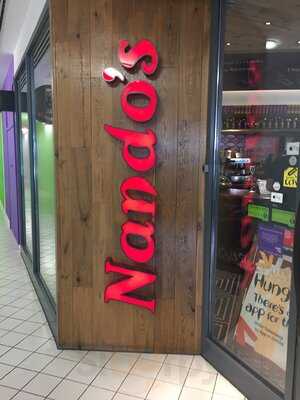 Nando's
Hung
There's
app for